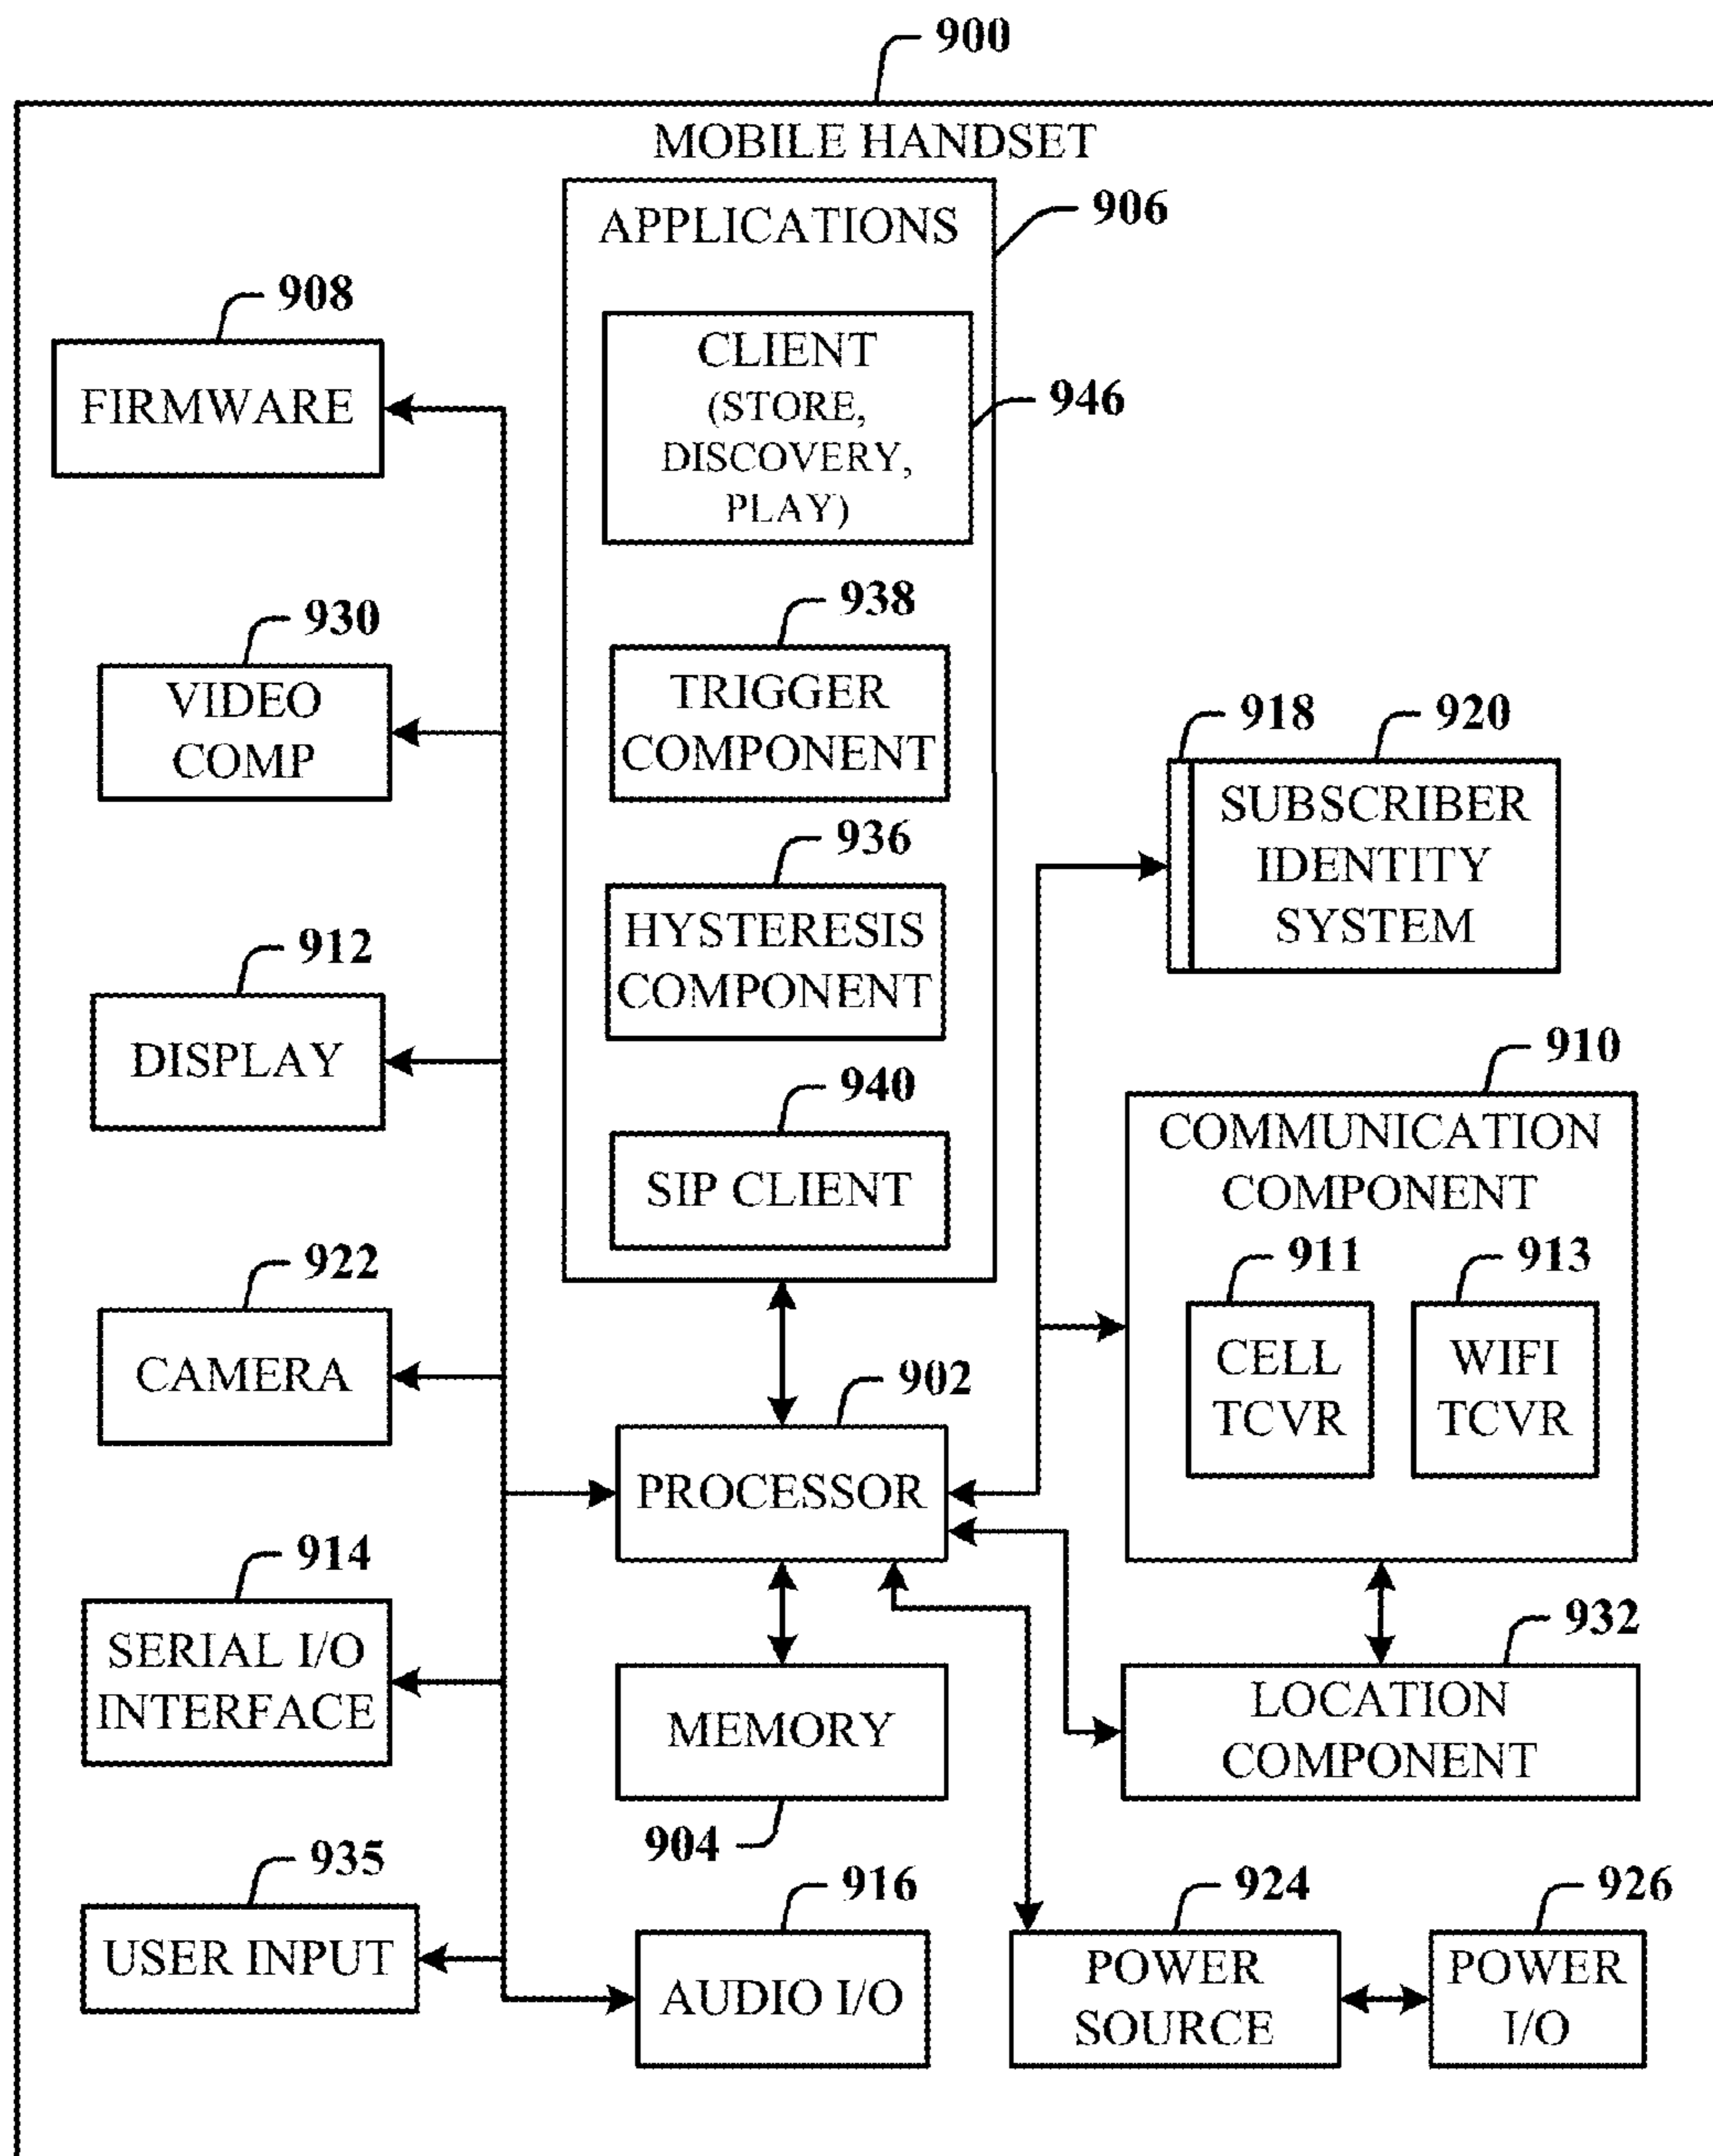 900
MOBILE HANDSET
APPLICATIONS
906
CLIENT
(STORE,
DISCOVERY,
PLAY)
946
938
TRIGGER
COMPONENT
936
HYSTERESIS
COMPONENT
940
SIP CLIENT
908
FIRMWARE
930
VIDEO
COMP
912
DISPLAY
922
CAMERA
914
SERIAL I/O
INTERFACE
935
USER INPUT
902
PROCESSOR
MEMORY
904
916
AUDIO I/O
918
920
SUBSCRIBER
IDENTITY
SYSTEM
910
COMMUNICATION
COMPONENT
911
CELL
TCVR
913
WIFI
TCVR
932
LOCATION
COMPONENT
924
POWER
SOURCE
926
POWER
I/O